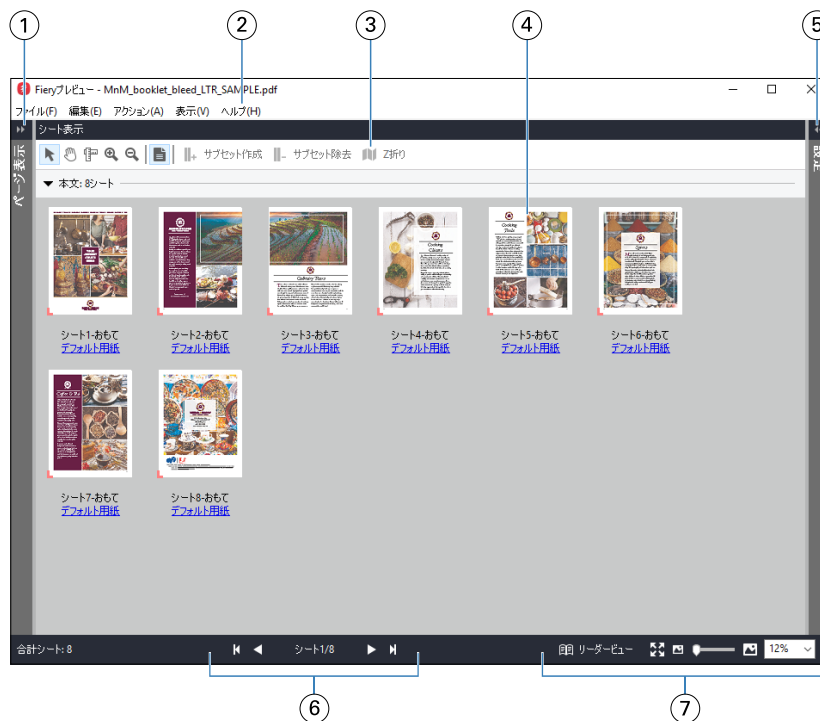 1
2
3
4
5
Fieryプレビュー - MnM_booklet_bleed_LTR_SAMPLE.pdf
ファイル(F) 編集(E) アクション(A) 表示(V) ヘルプ(H)
シート表示
ページ表示
設定
サブセット作成 サブセット除去 Z折り
本文: 8シート
シート1-おもて シート2-おもて シート3-おもて シート4-おもて シート5-おもて シート6-おもて
デフォルト用紙 デフォルト用紙 デフォルト用紙 デフォルト用紙 デフォルト用紙 デフォルト用紙
シート7-おもて シート8-おもて
デフォルト用紙 デフォルト用紙
合計シート: 8 シート1/8 リーダービュー 12%
6
7